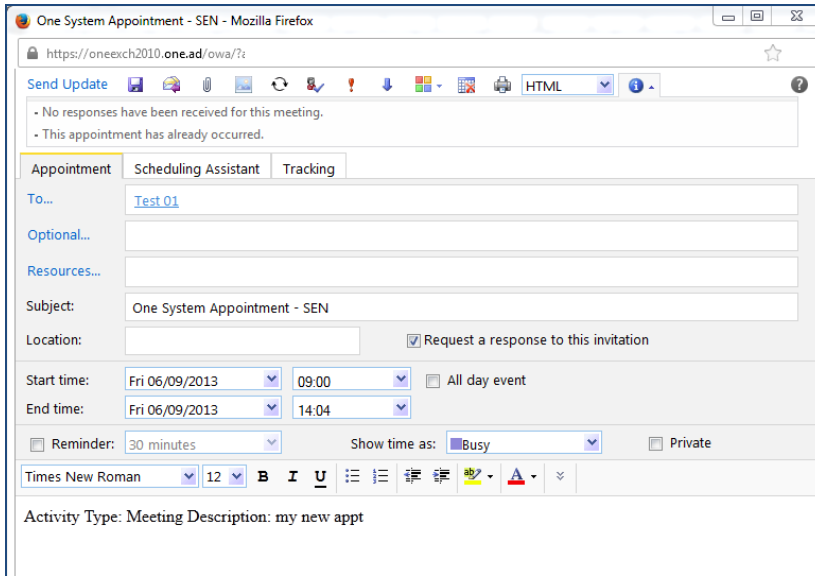 One System Appointment - SEN - Mozilla Firefox
https://oneexch2010.one.ad/owa/?a
Send Update HTML
- No responses have been received for this meeting.
- This appointment has already occurred.
Appointment Scheduling Assistant Tracking
To... Test 01
Optional...
Resources...
Subject: One System Appointment - SEN
Location: Request a response to this invitation
Start time: Fri 06/09/2013 09:00 All day event
End time: Fri 06/09/2013 14:04
Reminder: 30 minutes Show time as: Busy Private
Times New Roman 12 B I U ab A
Activity Type: Meeting Description: my new appt